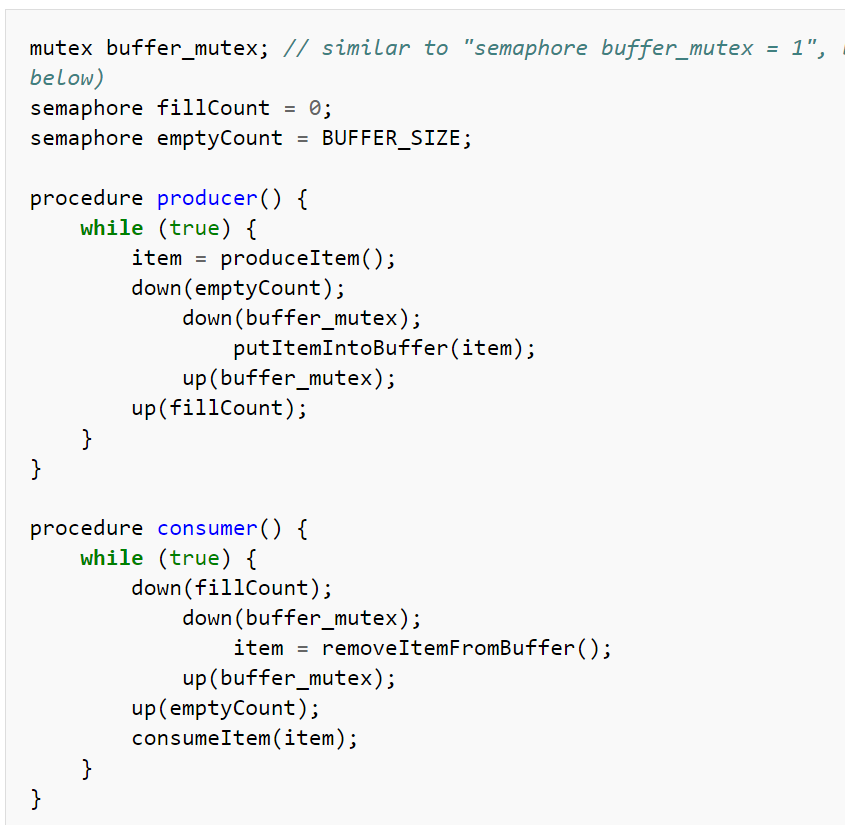 mutex buffer_mutex; // similar to "semaphore buffer_mutex = 1",
below)
semaphore fillCount = 0;
semaphore emptyCount = BUFFER_SIZE;

procedure producer() {
    while (true) {
        item = produceItem();
        down(emptyCount);
            down(buffer_mutex);
                putItemIntoBuffer(item);
            up(buffer_mutex);
        up(fillCount);
    }
}

procedure consumer() {
    while (true) {
        down(fillCount);
            down(buffer_mutex);
                item = removeItemFromBuffer();
            up(buffer_mutex);
        up(emptyCount);
        consumeItem(item);
    }
}